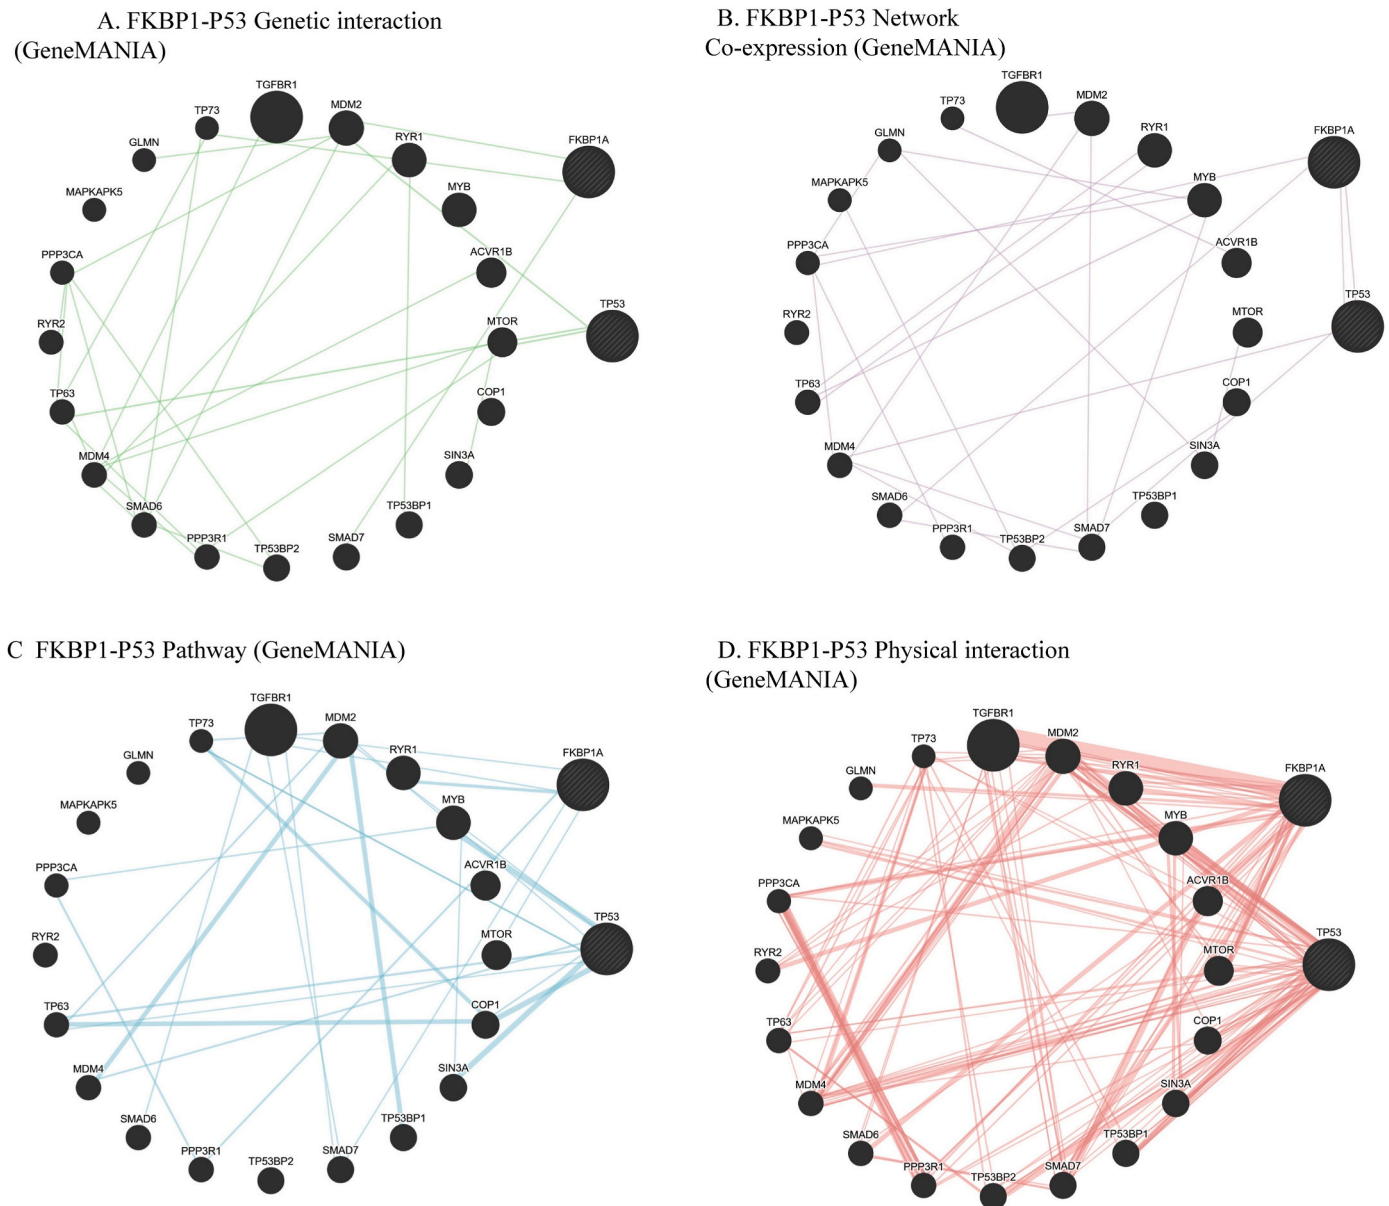 A. FKBP1-P53 Genetic interaction
(GeneMANIA)
TGFBR1
MDM2
TP73
RYR1
FKBP1A
GLMN
MYB
MAPKAPK5
ACVR1B
PPP3CA
TP53
MTOR
RYR2
COP1
TP63
SIN3A
MDM4
TP53BP1
SMAD6
SMAD7
PPP3R1
TP53BP2
B. FKBP1-P53 Network
Co-expression (GeneMANIA)
TGFBR1
MDM2
TP73
RYR1
FKBP1A
GLMN
MYB
MAPKAPK5
ACVR1B
PPP3CA
TP53
MTOR
RYR2
COP1
TP63
SIN3A
MDM4
TP53BP1
SMAD6
SMAD7
PPP3R1
TP53BP2
C FKBP1-P53 Pathway (GeneMANIA)
TGFBR1
MDM2
TP73
RYR1
FKBP1A
GLMN
MYB
MAPKAPK5
ACVR1B
PPP3CA
TP53
MTOR
RYR2
COP1
TP63
SIN3A
MDM4
TP53BP1
SMAD6
SMAD7
PPP3R1
TP53BP2
D. FKBP1-P53 Physical interaction
(GeneMANIA)
TGFBR1
MDM2
TP73
RYR1
FKBP1A
GLMN
MYB
MAPKAPK5
ACVR1B
PPP3CA
TP53
MTOR
RYR2
COP1
TP63
SIN3A
MDM4
TP53BP1
SMAD6
SMAD7
PPP3R1
TP53BP2